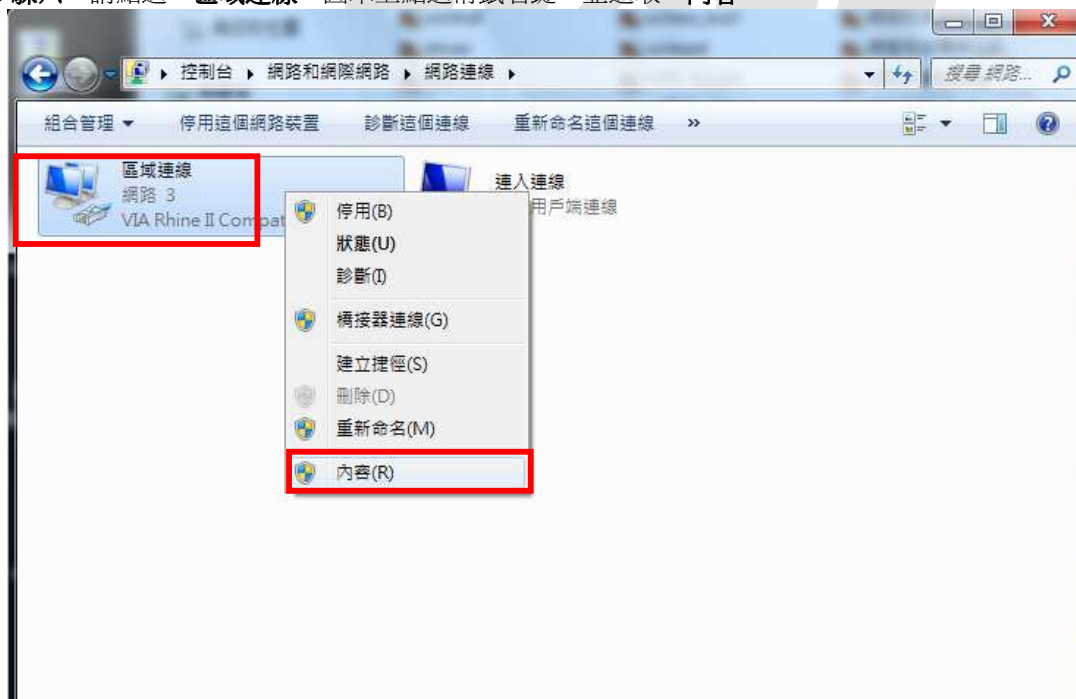 控制台 ▸ 網路和網際網路 ▸ 網路連線 ▸
搜尋 網路...
組合管理 停用這個網路裝置 診斷這個連線 重新命名這個連線 »
區域連線
網路 3
VIA Rhine II Compat
連入連線
用戶端連線
停用(B)
狀態(U)
診斷(I)
橋接器連線(G)
建立捷徑(S)
刪除(D)
重新命名(M)
內容(R)